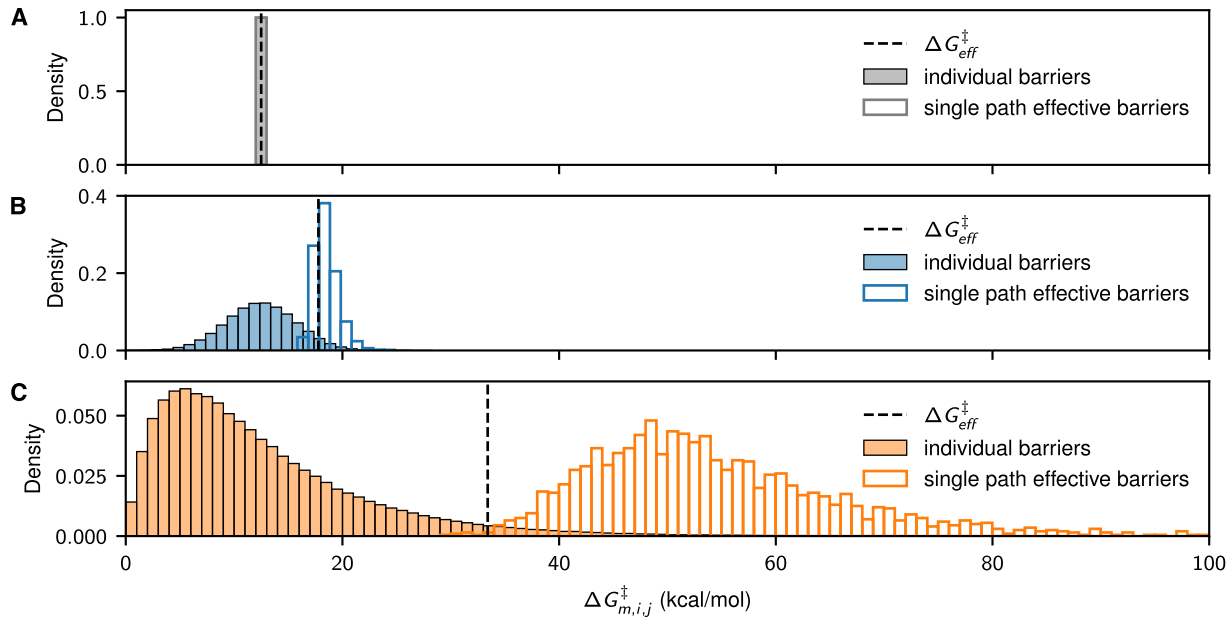 A
1.0
0.5
0.0
Density
ΔG‡eff
individual barriers
single path effective barriers
B
0.4
0.2
0.0
Density
ΔG‡eff
individual barriers
single path effective barriers
C
0.050
0.025
0.000
Density
ΔG‡eff
individual barriers
single path effective barriers
0 20 40 60 80 100
ΔG‡m,i,j (kcal/mol)